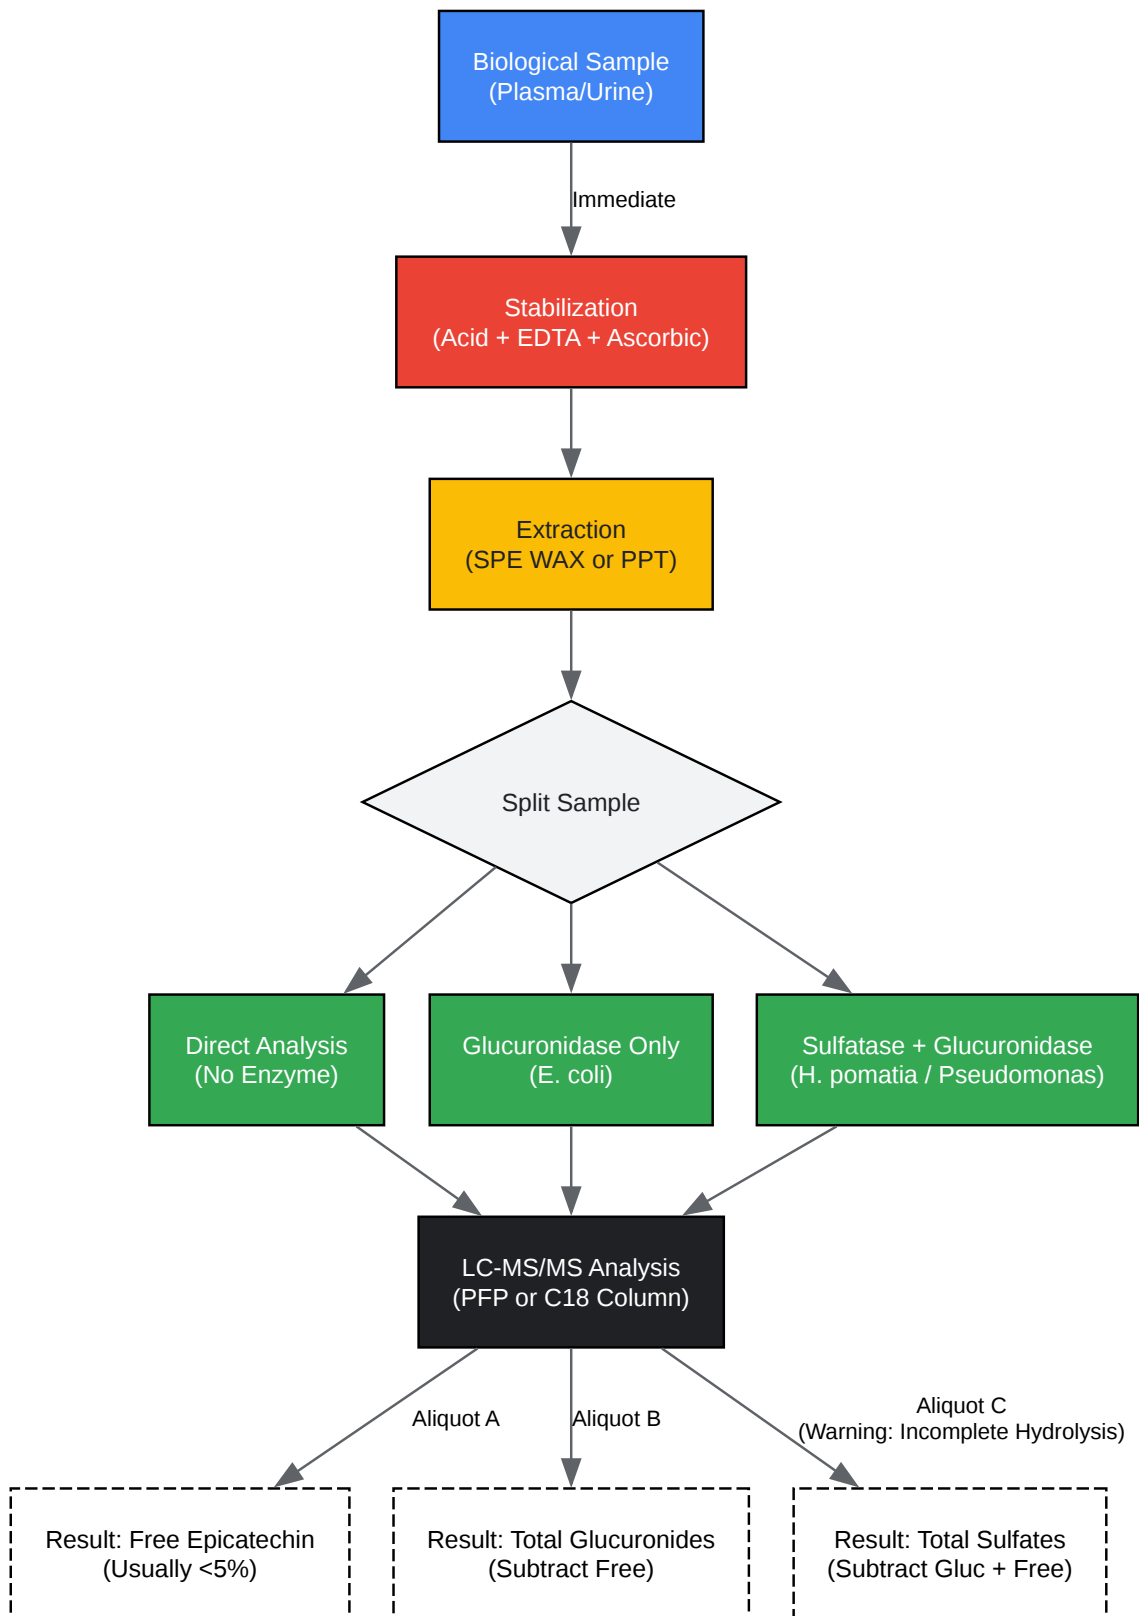 Biological Sample
(Plasma/Urine)
Immediate
Stabilization
(Acid + EDTA + Ascorbic)
Extraction
(SPE WAX or PPT)
Split Sample
Direct Analysis
(No Enzyme)
Glucuronidase Only
(E. coli)
Sulfatase + Glucuronidase
(H. pomatia / Pseudomonas)
LC-MS/MS Analysis
(PFP or C18 Column)
Aliquot A
Aliquot B
Aliquot C
(Warning: Incomplete Hydrolysis)
Result: Free Epicatechin
(Usually <5%)
Result: Total Glucuronides
(Subtract Free)
Result: Total Sulfates
(Subtract Gluc + Free)